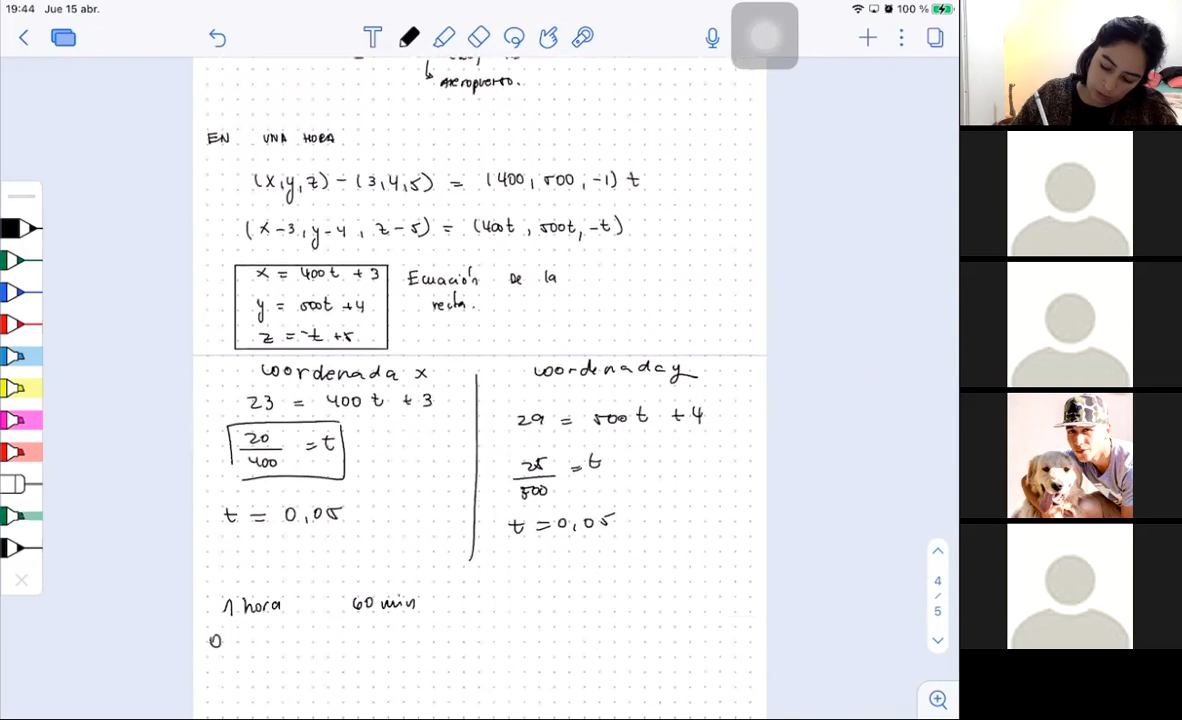 19:44 Jue 15 abr.
100 %
Aeropuerto.
EN UNA HORA
(x,y,z) - (3,4,5) = (400, 500, -1) t
(x-3, y-4, z-5) = (400t, 500t, -t)
x = 400t + 3
y = 500t + 4
z = -t + 5
Ecuación de la
recta.
coordenada x
23 = 400 t + 3
20/400 = t
t = 0,05
coordenada y
29 = 500 t + 4
25/500 = t
t = 0,05
1 hora 60 min
0
4
/
5